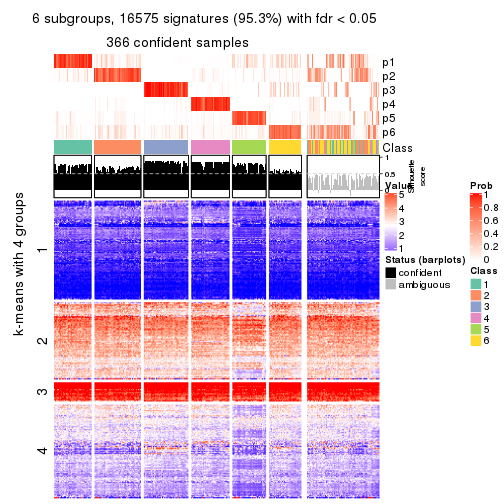 6 subgroups, 16575 signatures (95.3%) with fdr < 0.05
366 confident samples
p1
p2
p3
p4
p5
p6
Class
1
0.5
0
Silhouette
score
k-means with 4 groups
1
2
3
4
Value
5
4
3
2
1
Status (barplots)
confident
ambiguous
Prob
1
0.8
0.6
0.4
0.2
0
Class
1
2
3
4
5
6